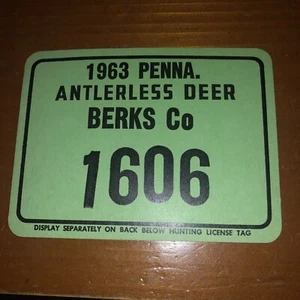 1963 PENNA.
ANTLERLESS DEER
BERKS Co
1606
DISPLAY SEPARATELY ON BACK BELOW HUNTING LICENSE TAG